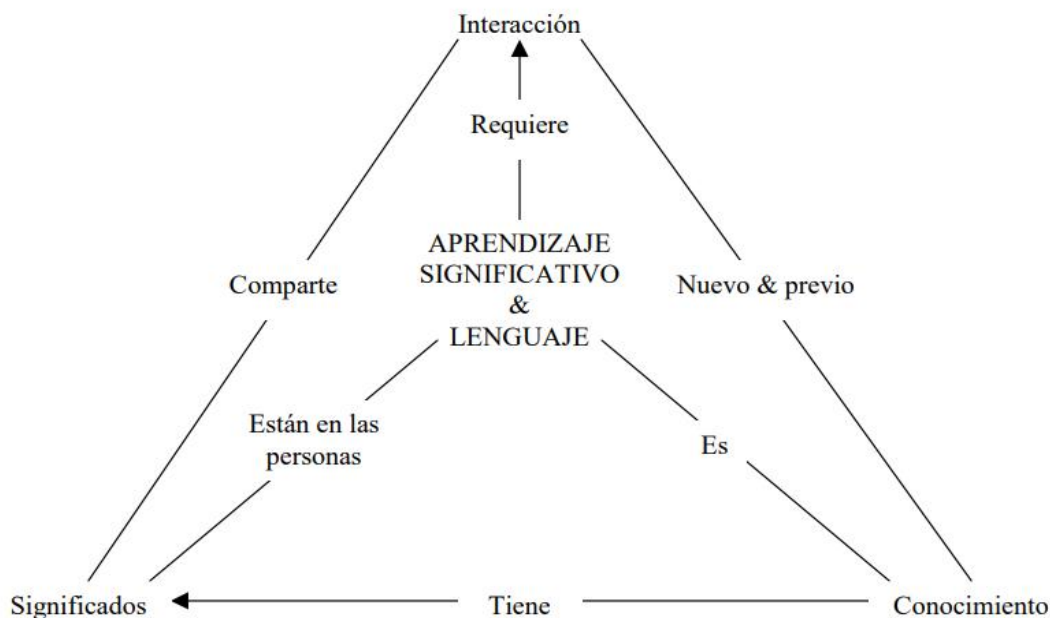 Interacción
Requiere
APRENDIZAJE
SIGNIFICATIVO
&
LENGUAJE
Comparte
Nuevo & previo
Están en las
personas
Es
Significados
Tiene
Conocimiento